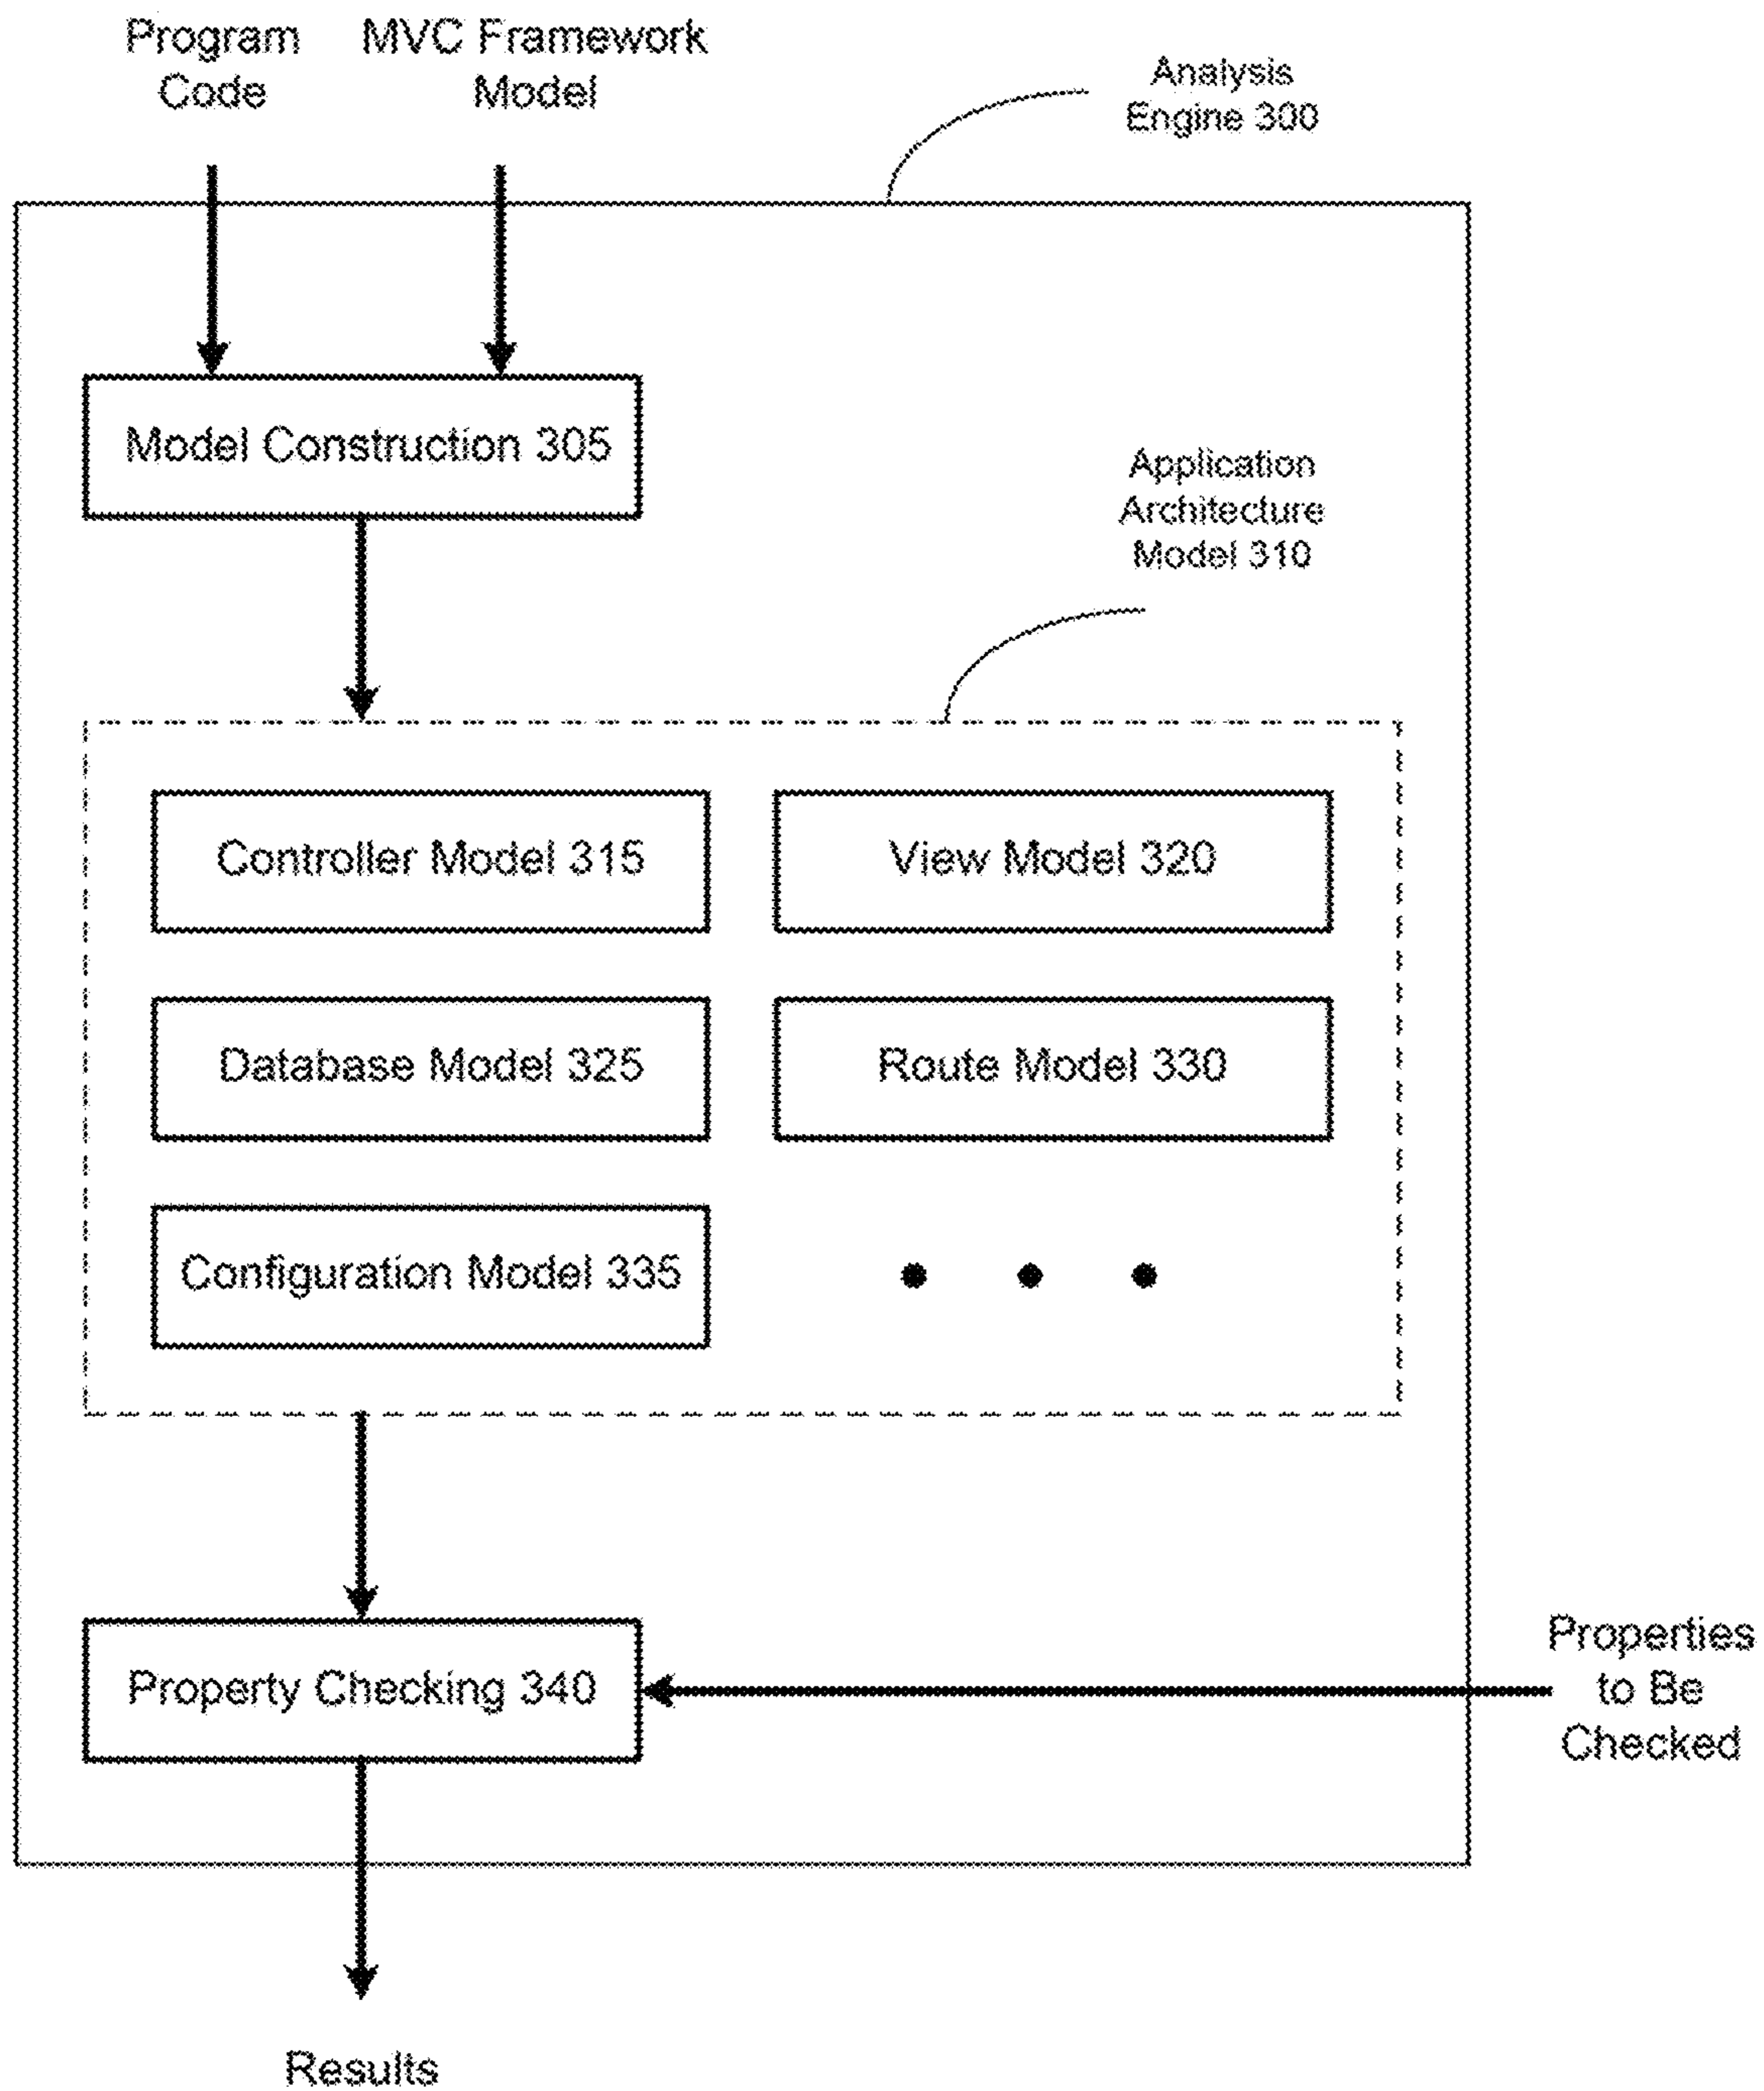 Program
Code
MVC Framework
Model
Analysis
Engine 300
Model Construction 305
Application
Architecture
Model 310
Controller Model 315
View Model 320
Database Model 325
Route Model 330
Configuration Model 335
Property Checking 340
Properties
to Be
Checked
Results